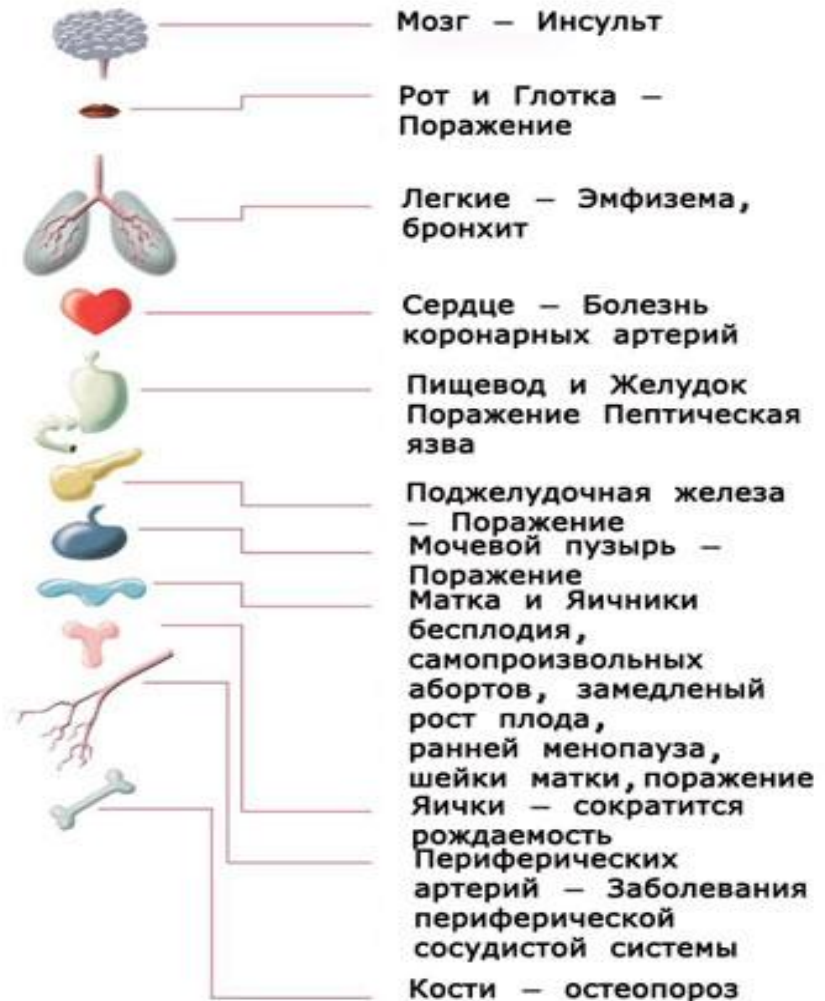 Мозг – Инсульт
Рот и Глотка –
Поражение
Легкие – Эмфизема,
бронхит
Сердце – Болезнь
коронарных артерий
Пищевод и Желудок
Поражение Пептическая
язва
Поджелудочная железа
– Поражение
Мочевой пузырь –
Поражение
Матка и Яичники
бесплодия,
самопроизвольных
абортов, замедленый
рост плода,
ранней менопауза,
шейки матки,поражение
Яички – сократится
рождаемость
Периферических
артерий – Заболевания
периферической
сосудистой системы
Кости – остеопороз